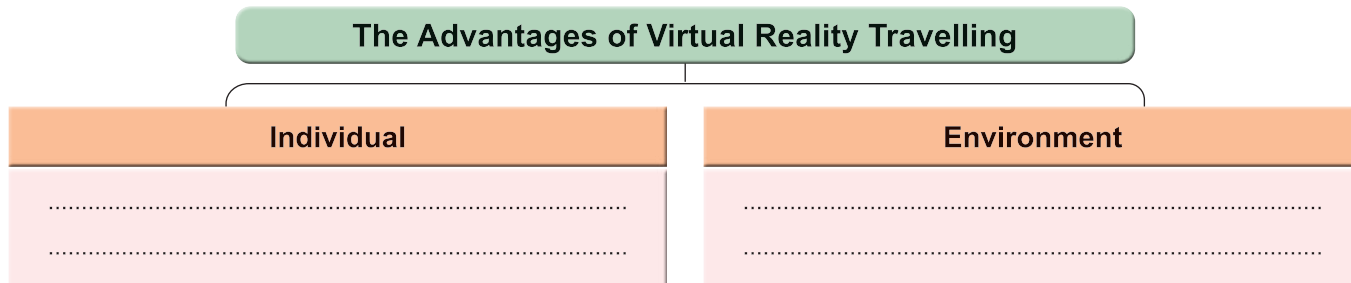 The Advantages of Virtual Reality Travelling
Individual
Environment